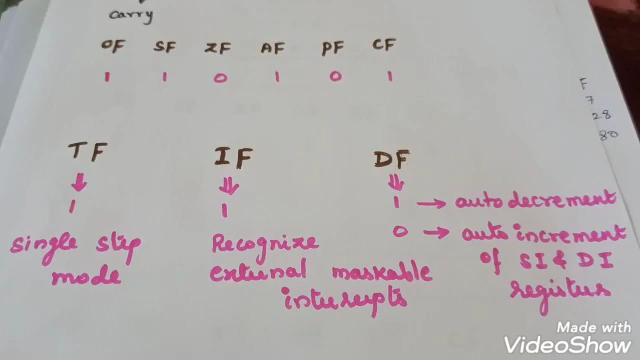 carry
OF SF ZF AF PF CF
1 1 0 1 0 1
F
7
28
80
TF IF DF
1 1 1 → auto decrement
0 → auto increment
single step Recognize of SI & DI
mode external maskable registers
interrupts
Made with
VideoShow